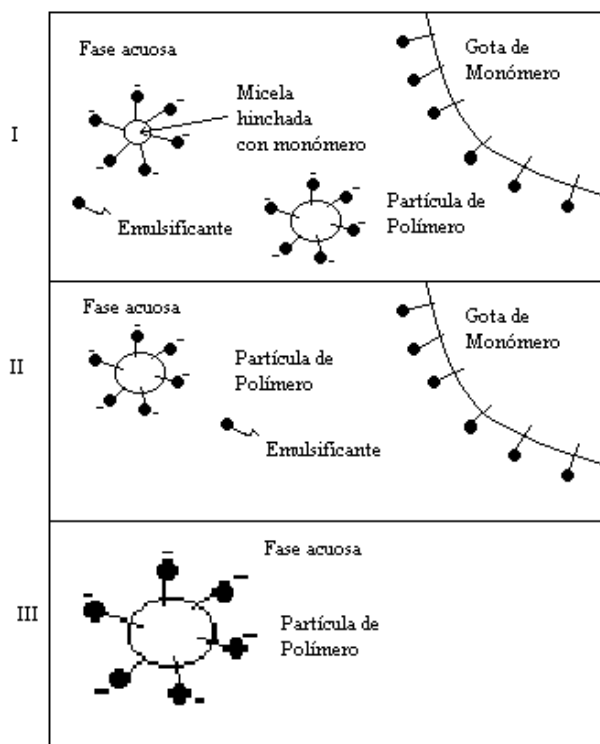 Fase acuosa
Gota de
Monómero
Micela
hinchada
con monómero
I
Partícula de
Polímero
Emulsificante
Fase acuosa
Gota de
Monómero
Partícula de
Polímero
II
Emulsificante
Fase acuosa
III
Partícula de
Polímero